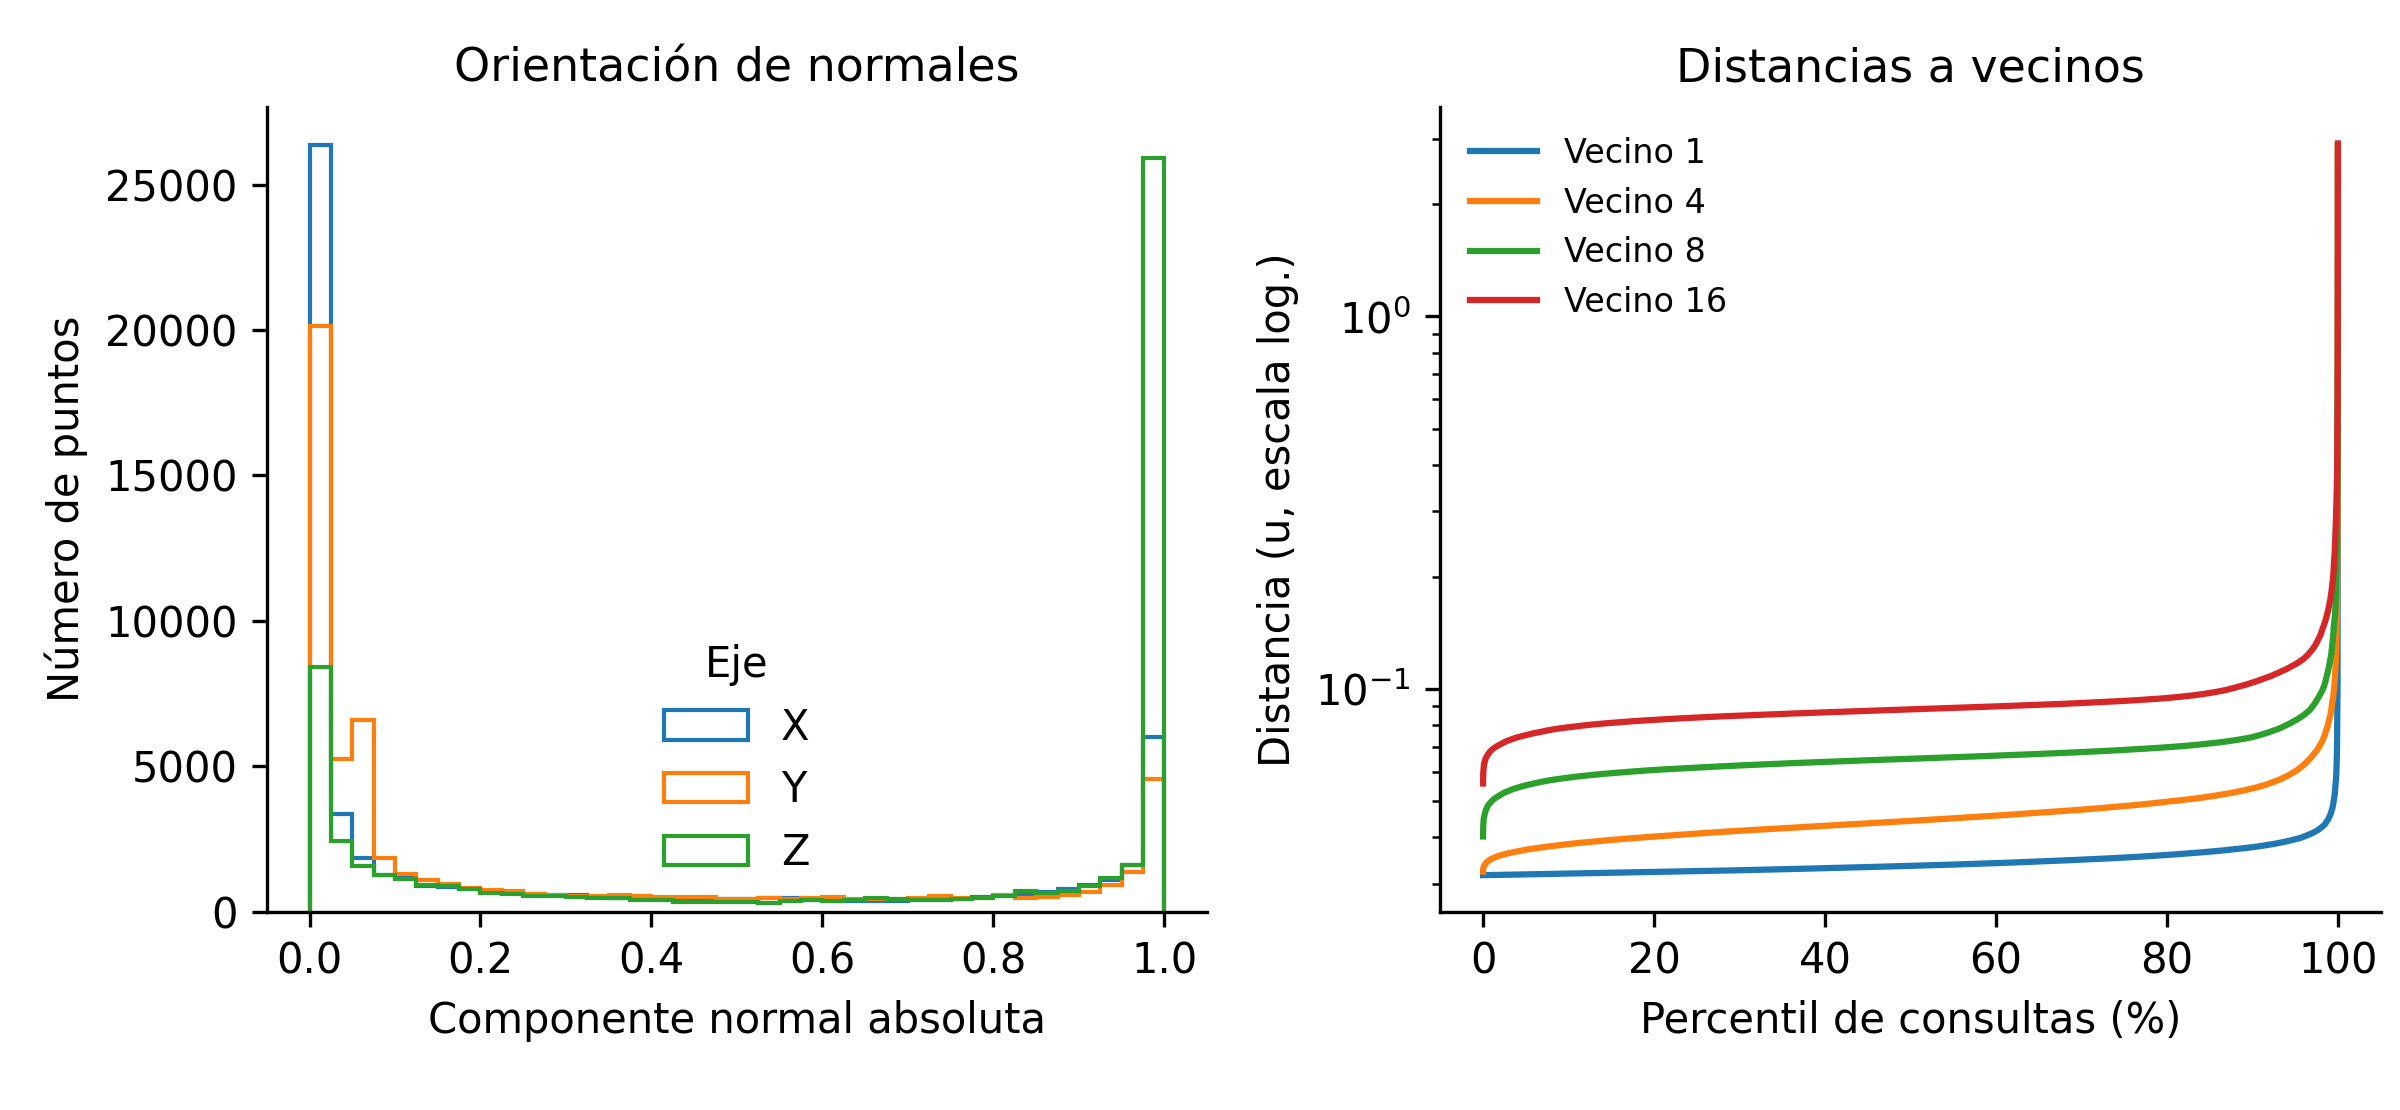 Orientación de normales
Número de puntos
25000
20000
15000
10000
5000
0
0.0 0.2 0.4 0.6 0.8 1.0
Componente normal absoluta
Eje
X
Y
Z
Distancias a vecinos
Distancia (u, escala log.)
10⁰
10⁻¹
0 20 40 60 80 100
Percentil de consultas (%)
Vecino 1
Vecino 4
Vecino 8
Vecino 16